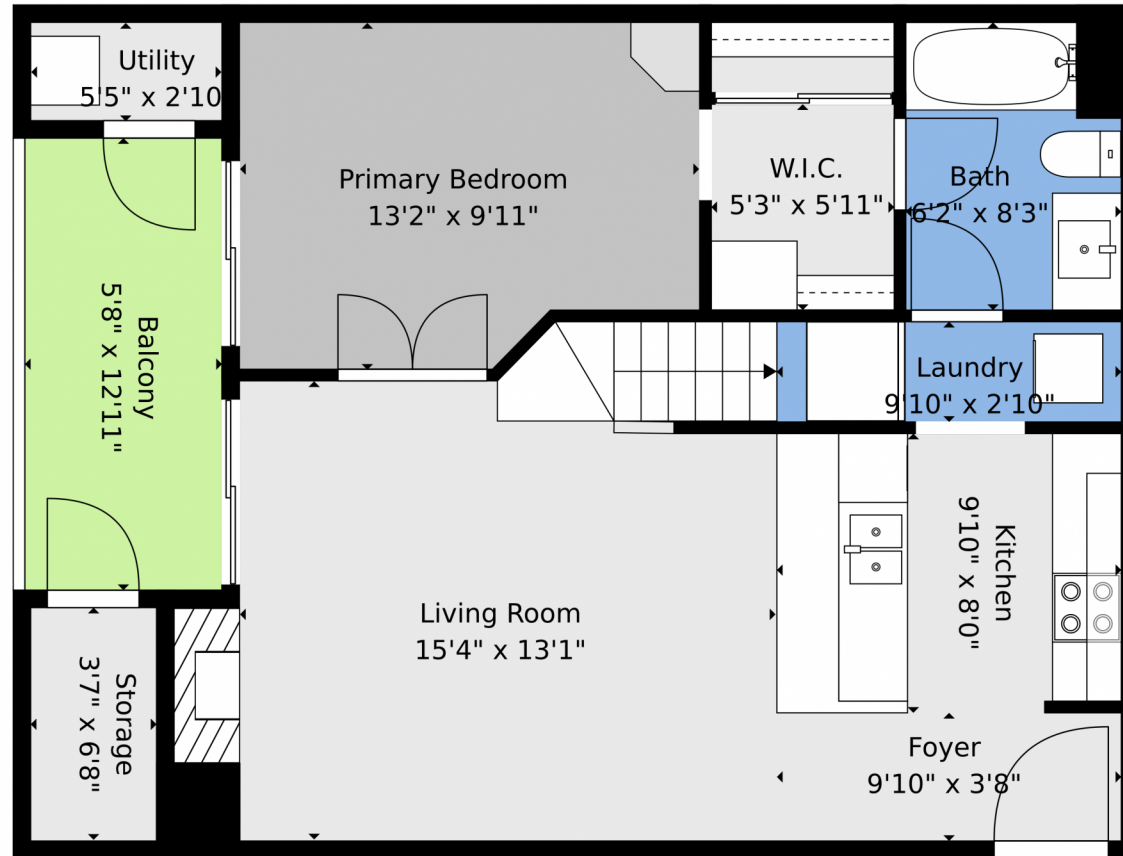 Utility
5'5" x 2'10
Primary Bedroom
13'2" x 9'11"
W.I.C.
5'3" x 5'11"
Bath
6'2" x 8'3"
Balcony
5'8" x 12'11"
Laundry
9'10" x 2'10"
Kitchen
9'10" x 8'0"
Living Room
15'4" x 13'1"
Storage
3'7" x 6'8"
Foyer
9'10" x 3'8"